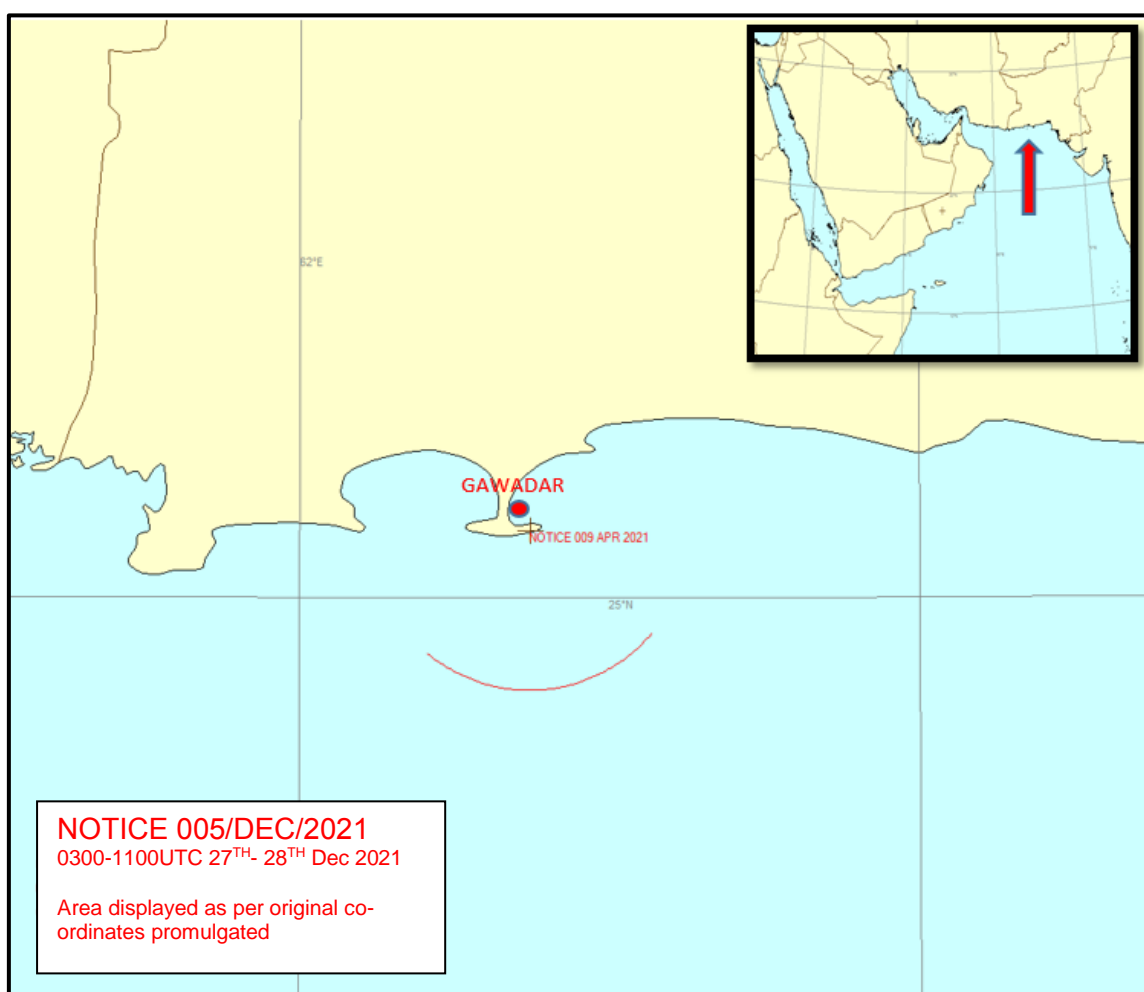 62°E
GAWADAR
NOTICE 009 APR 2021
25°N
NOTICE 005/DEC/2021
0300-1100UTC 27TH- 28TH Dec 2021
Area displayed as per original co-
ordinates promulgated